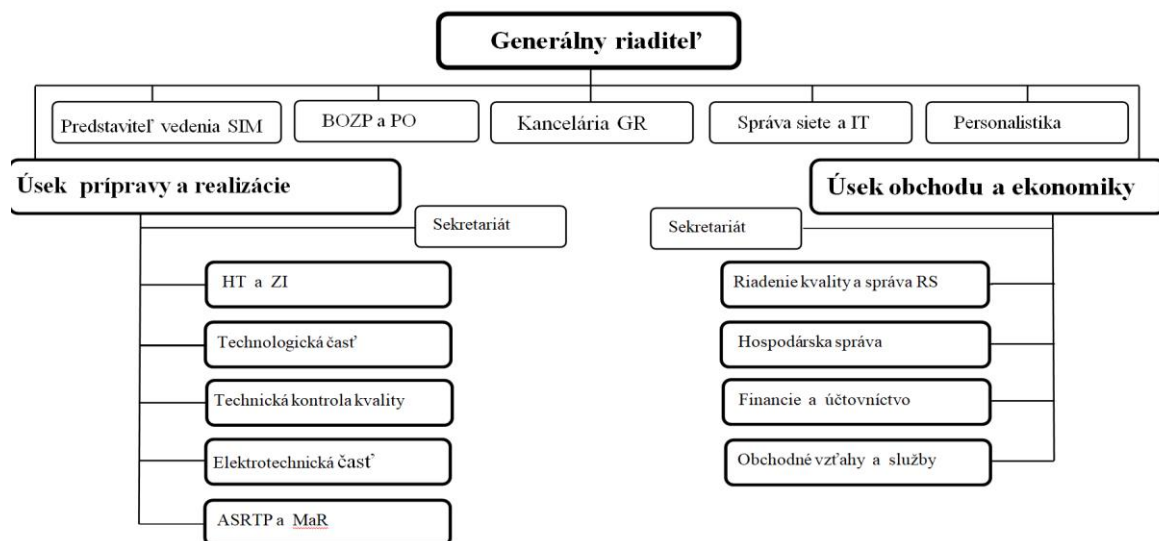 Generálny riaditeľ
Predstaviteľ vedenia SIM
BOZP a PO
Kancelária GR
Správa siete a IT
Personalistika
Úsek prípravy a realizácie
Úsek obchodu a ekonomiky
Sekretariát
Sekretariát
HT a ZI
Technologická časť
Technická kontrola kvality
Elektrotechnická časť
ASRTP a MaR
Riadenie kvality a správa RS
Hospodárska správa
Financie a účtovníctvo
Obchodné vzťahy a služby